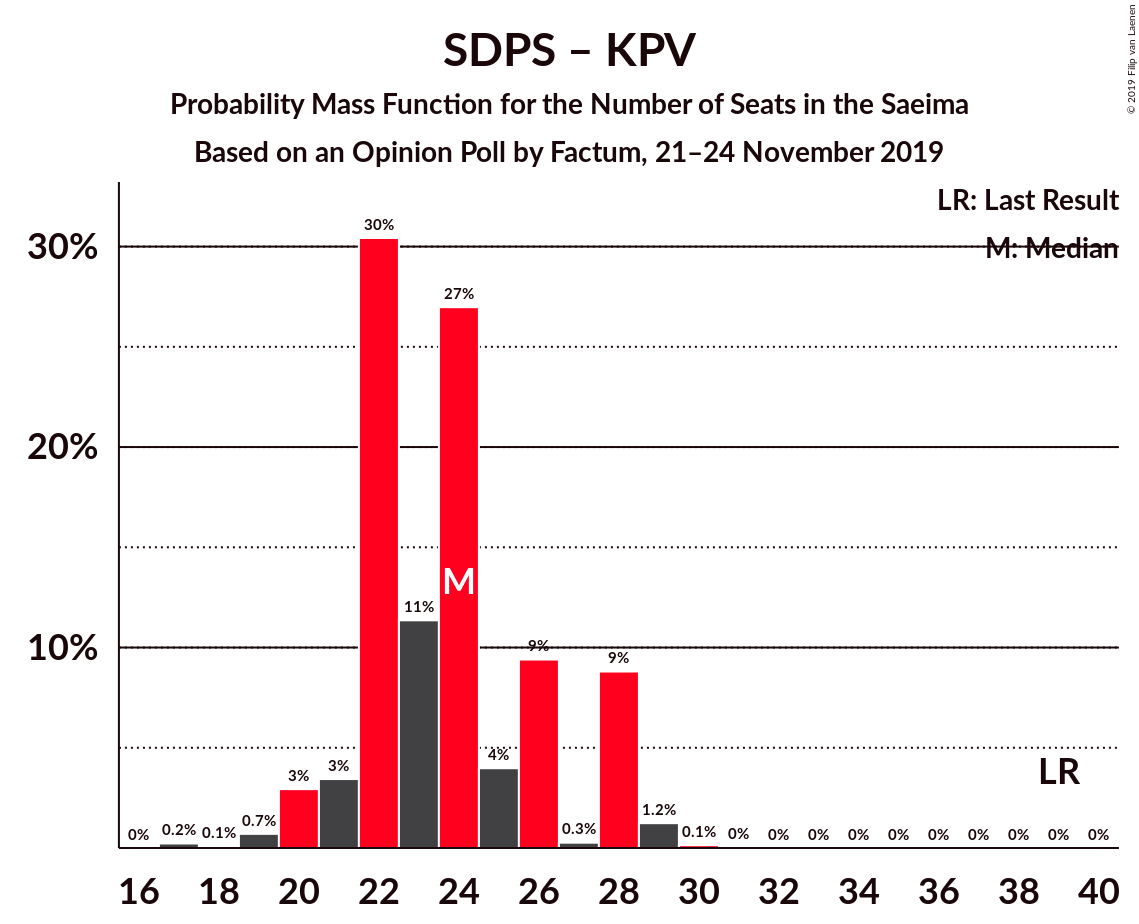 SDPS – KPV
Probability Mass Function for the Number of Seats in the Saeima
Based on an Opinion Poll by Factum, 21–24 November 2019
© 2019 Filip van Laenen
LR: Last Result
M: Median
30%
20%
10%
0% 0.2% 0.1% 0.7% 3% 3% 30% 11% 27% 4% 9% 0.3% 9% 1.2% 0.1% 0% 0% 0% 0% 0% 0% 0% 0% 0% 0%
M
LR
16 18 20 22 24 26 28 30 32 34 36 38 40